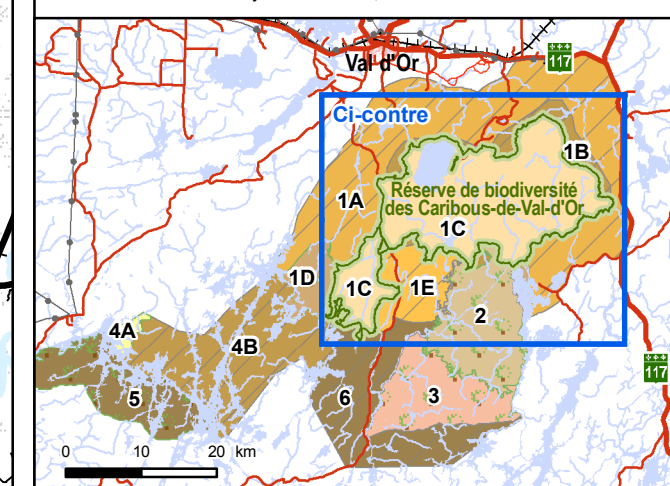 Val d'Or
117
Ci-contre
1B
1A
Réserve de biodiversité
des Caribous-de-Val-d'Or
1C
1D
1C
1E
2
4A
4B
117
5
6
3
0 10 20 km